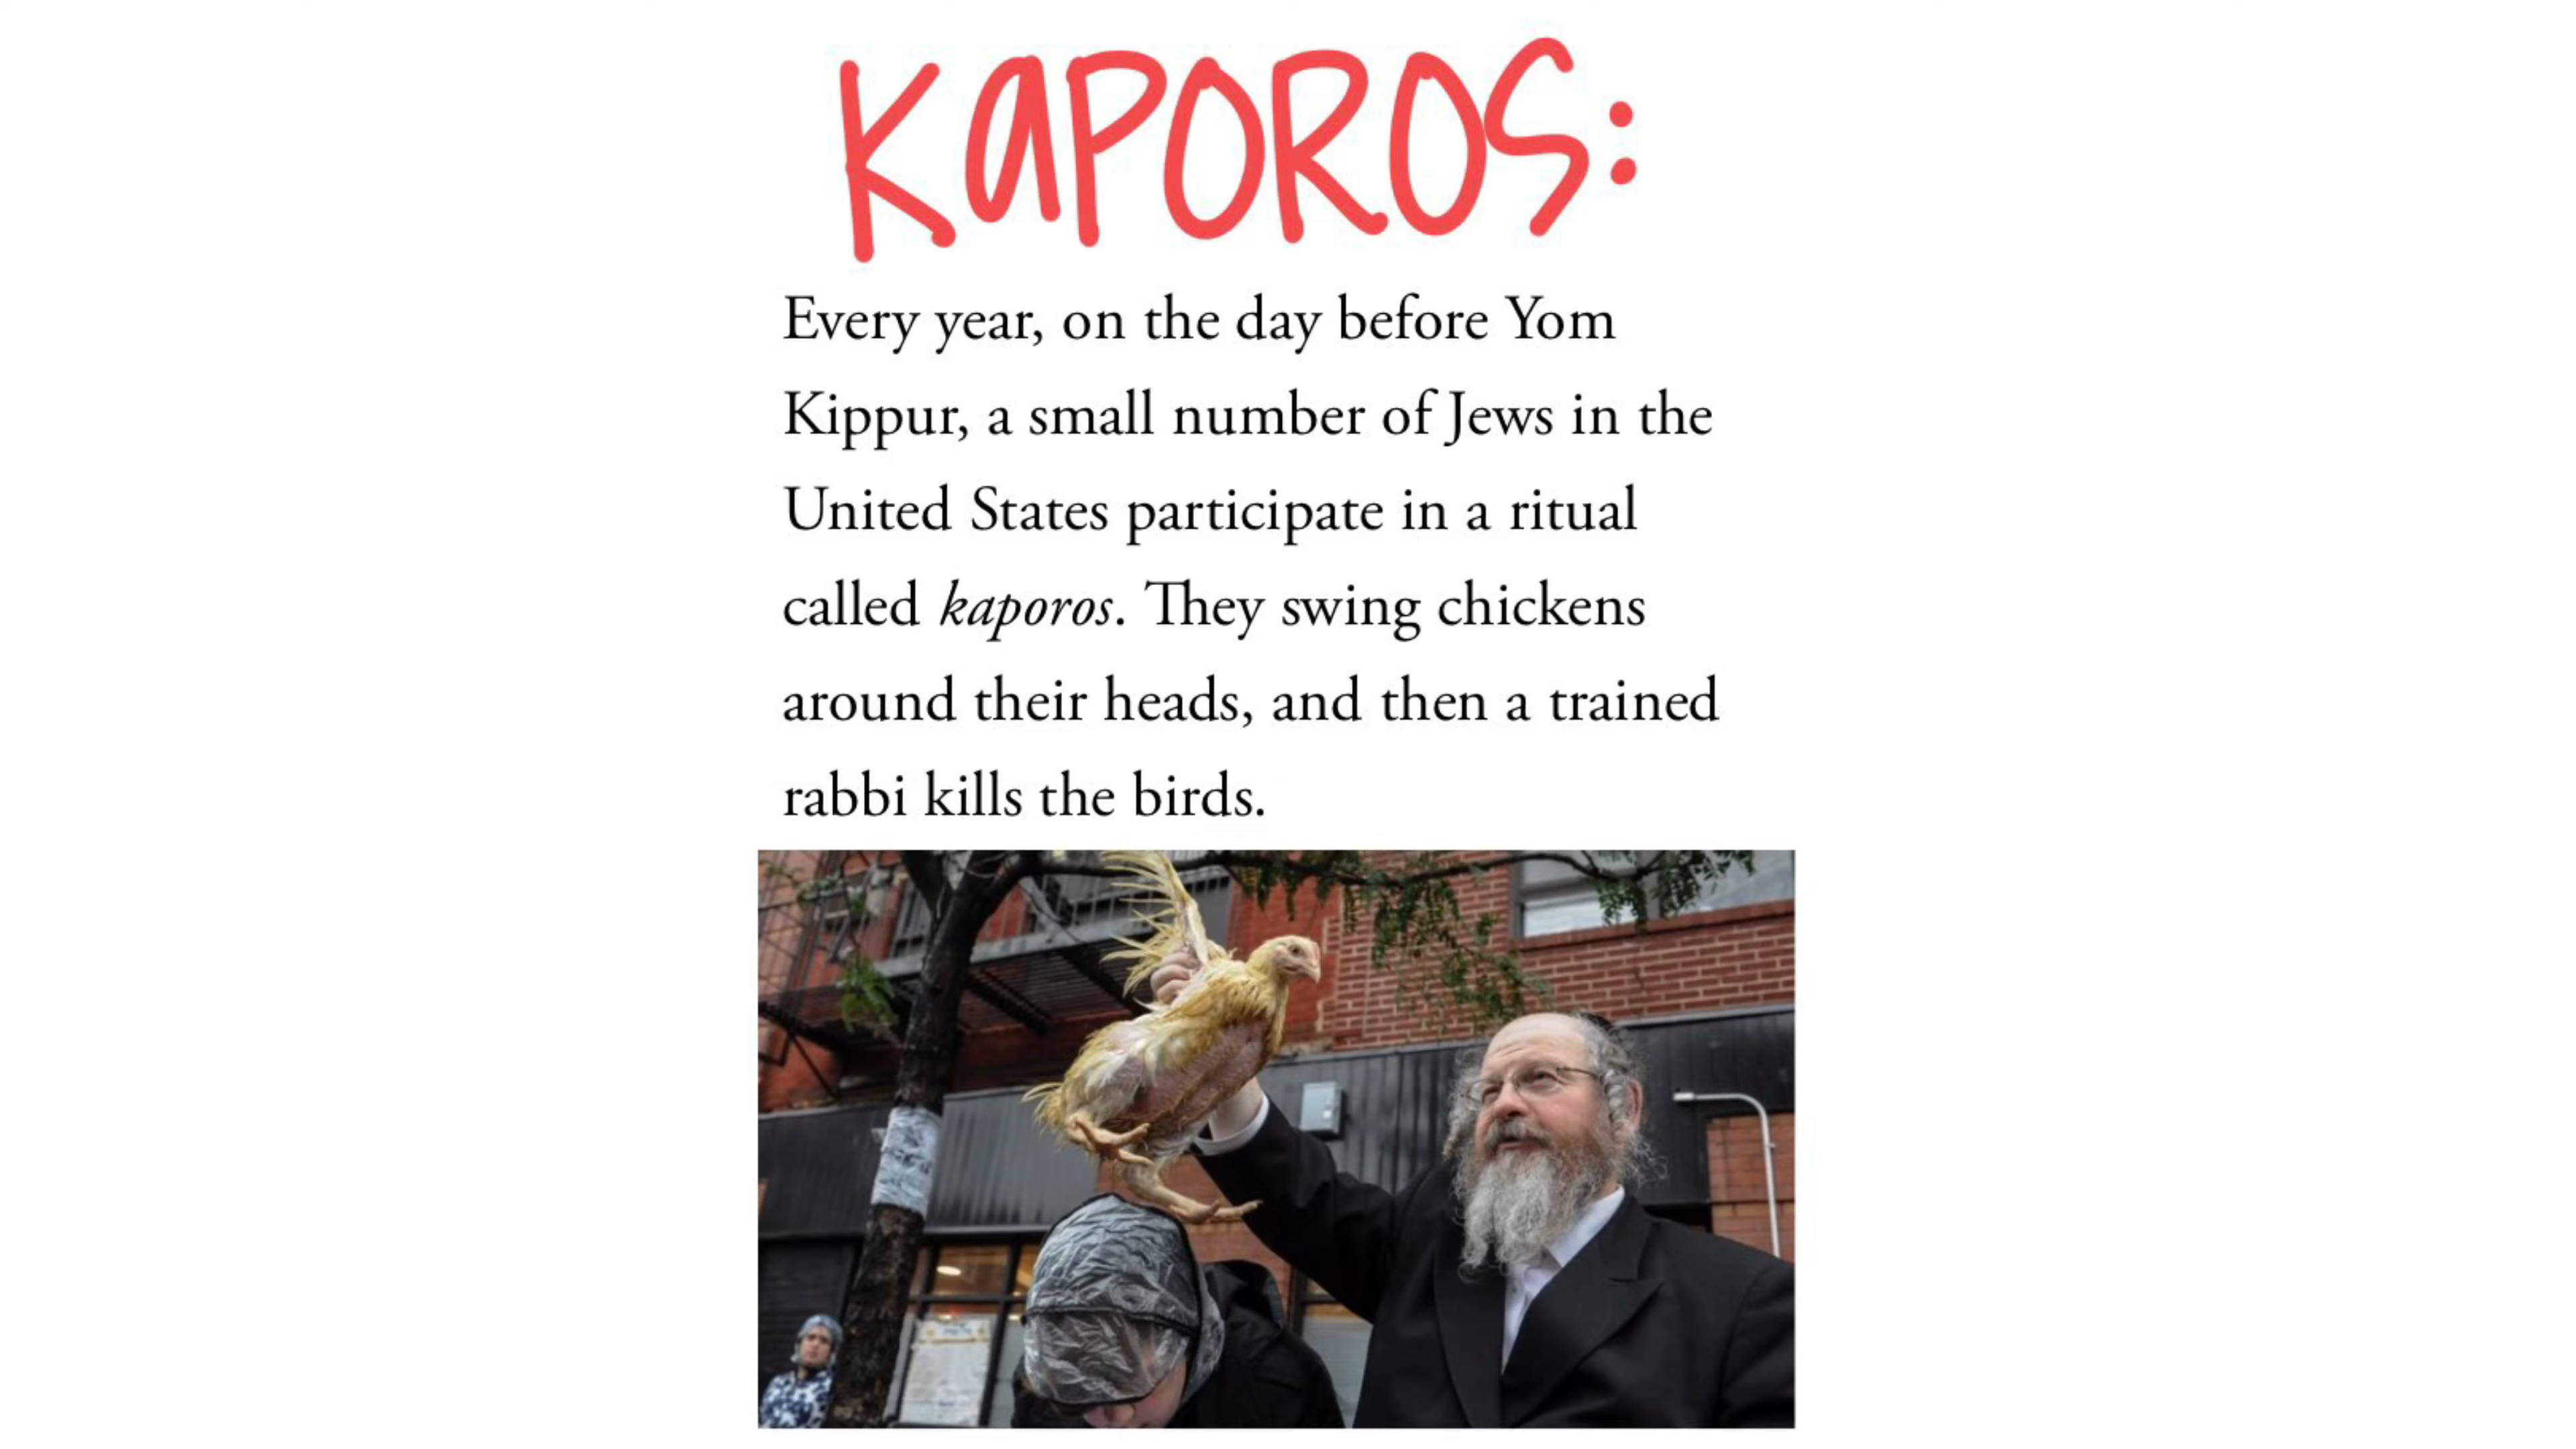 KAPOROS:
Every year, on the day before Yom
Kippur, a small number of Jews in the
United States participate in a ritual
called kaporos. They swing chickens
around their heads, and then a trained
rabbi kills the birds.